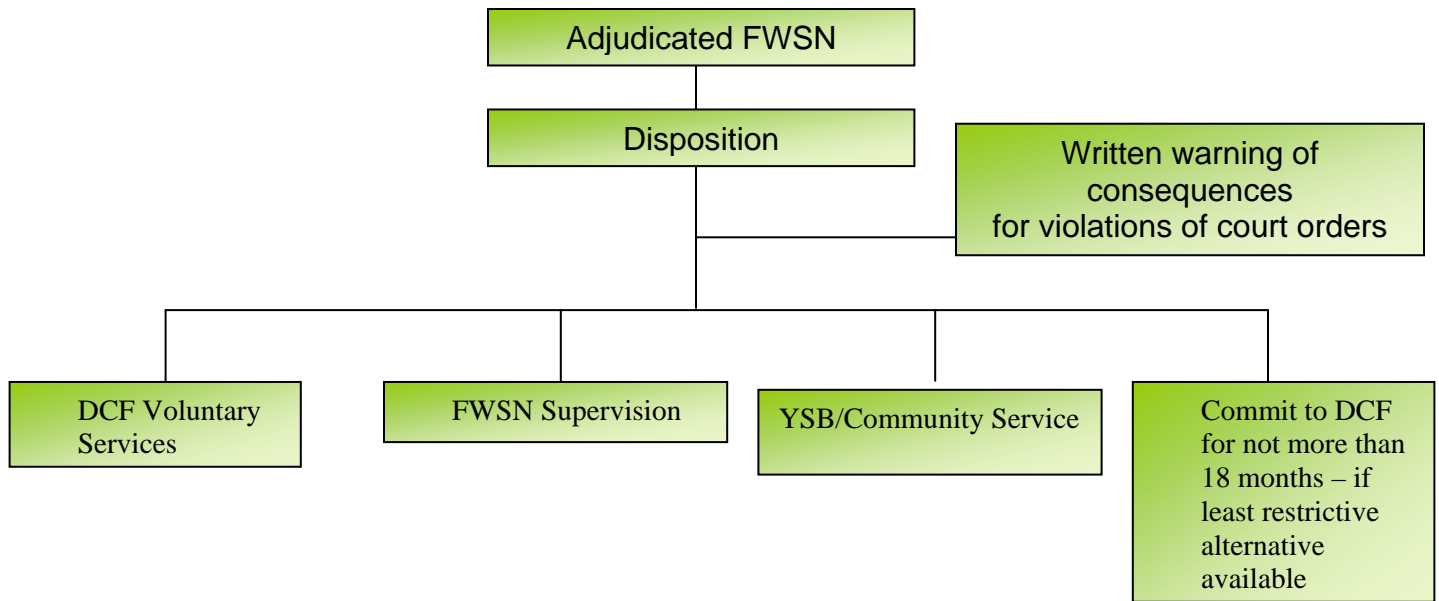 Adjudicated FWSN
Disposition
Written warning of
consequences
for violations of court orders
DCF Voluntary
Services
FWSN Supervision
YSB/Community Service
Commit to DCF
for not more than
18 months – if
least restrictive
alternative
available